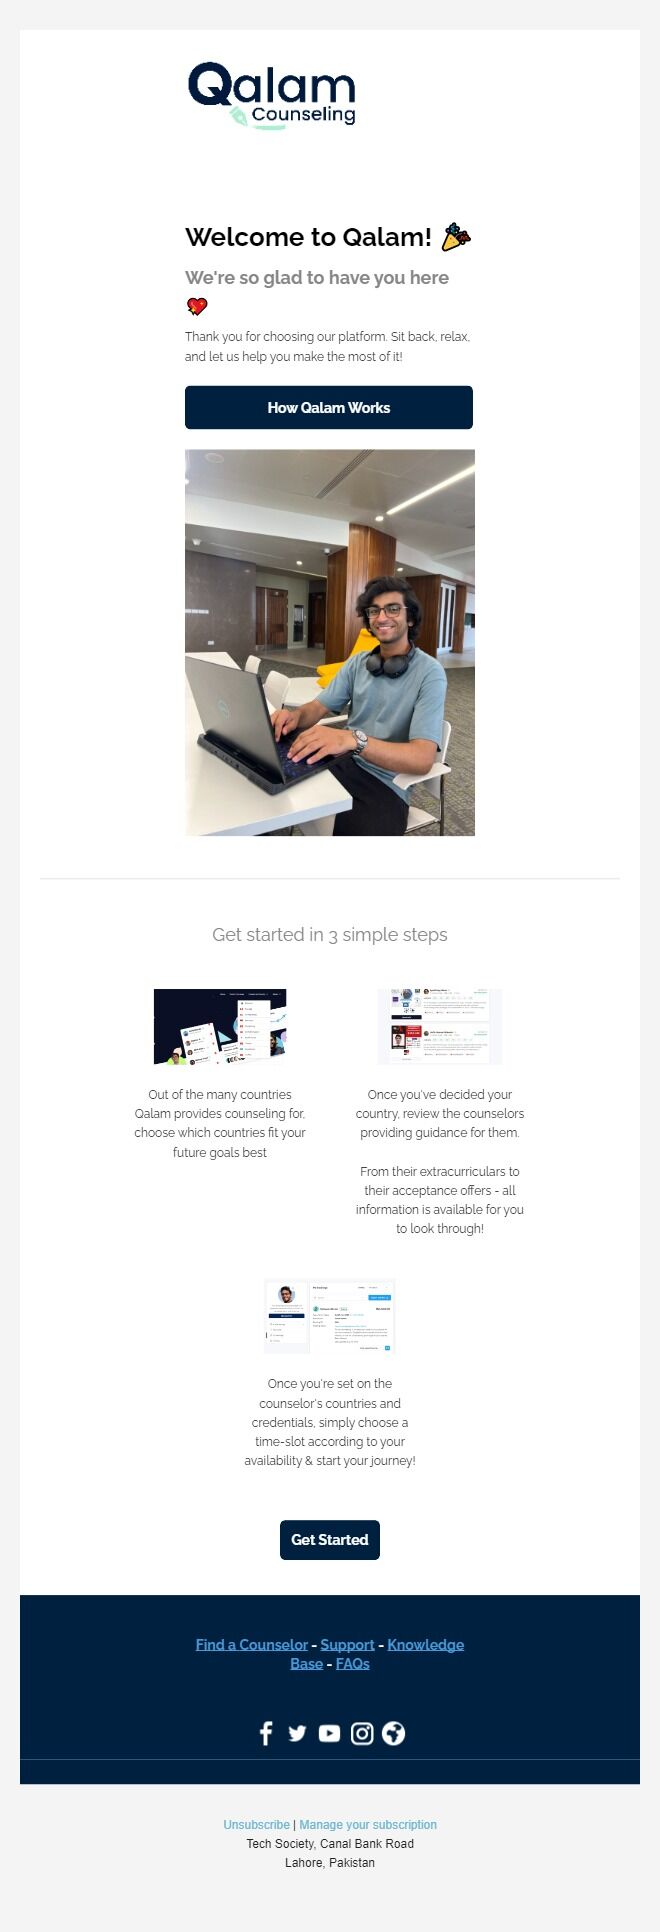 Qalam
Counseling
Welcome to Qalam! 🎉
We're so glad to have you here
💘
Thank you for choosing our platform. Sit back, relax,
and let us help you make the most of it!
How Qalam Works
Get started in 3 simple steps
Out of the many countries
Qalam provides counseling for,
choose which countries fit your
future goals best
Once you've decided your
country, review the counselors
providing guidance for them.
From their extracurriculars to
their acceptance offers - all
information is available for you
to look through!
Once you're set on the
counselor's countries and
credentials, simply choose a
time-slot according to your
availability & start your journey!
Get Started
Find a Counselor - Support - Knowledge
Base - FAQs
Unsubscribe | Manage your subscription
Tech Society, Canal Bank Road
Lahore, Pakistan